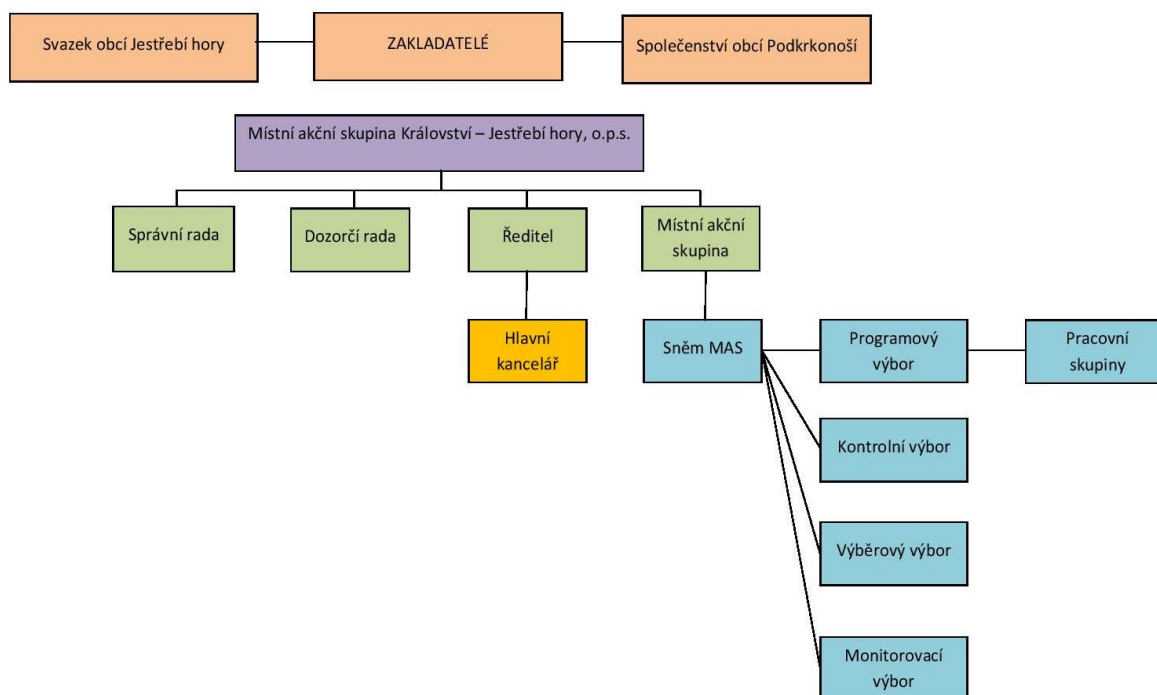 Svazek obcí Jestřebí hory
ZAKLADATELÉ
Společenství obcí Podkrkonoší
Místní akční skupina Království – Jestřebí hory, o.p.s.
Správní rada
Dozorčí rada
Ředitel
Místní akční
skupina
Hlavní
kancelář
Sněm MAS
Programový
výbor
Pracovní
skupiny
Kontrolní výbor
Výběrový výbor
Monitorovací
výbor